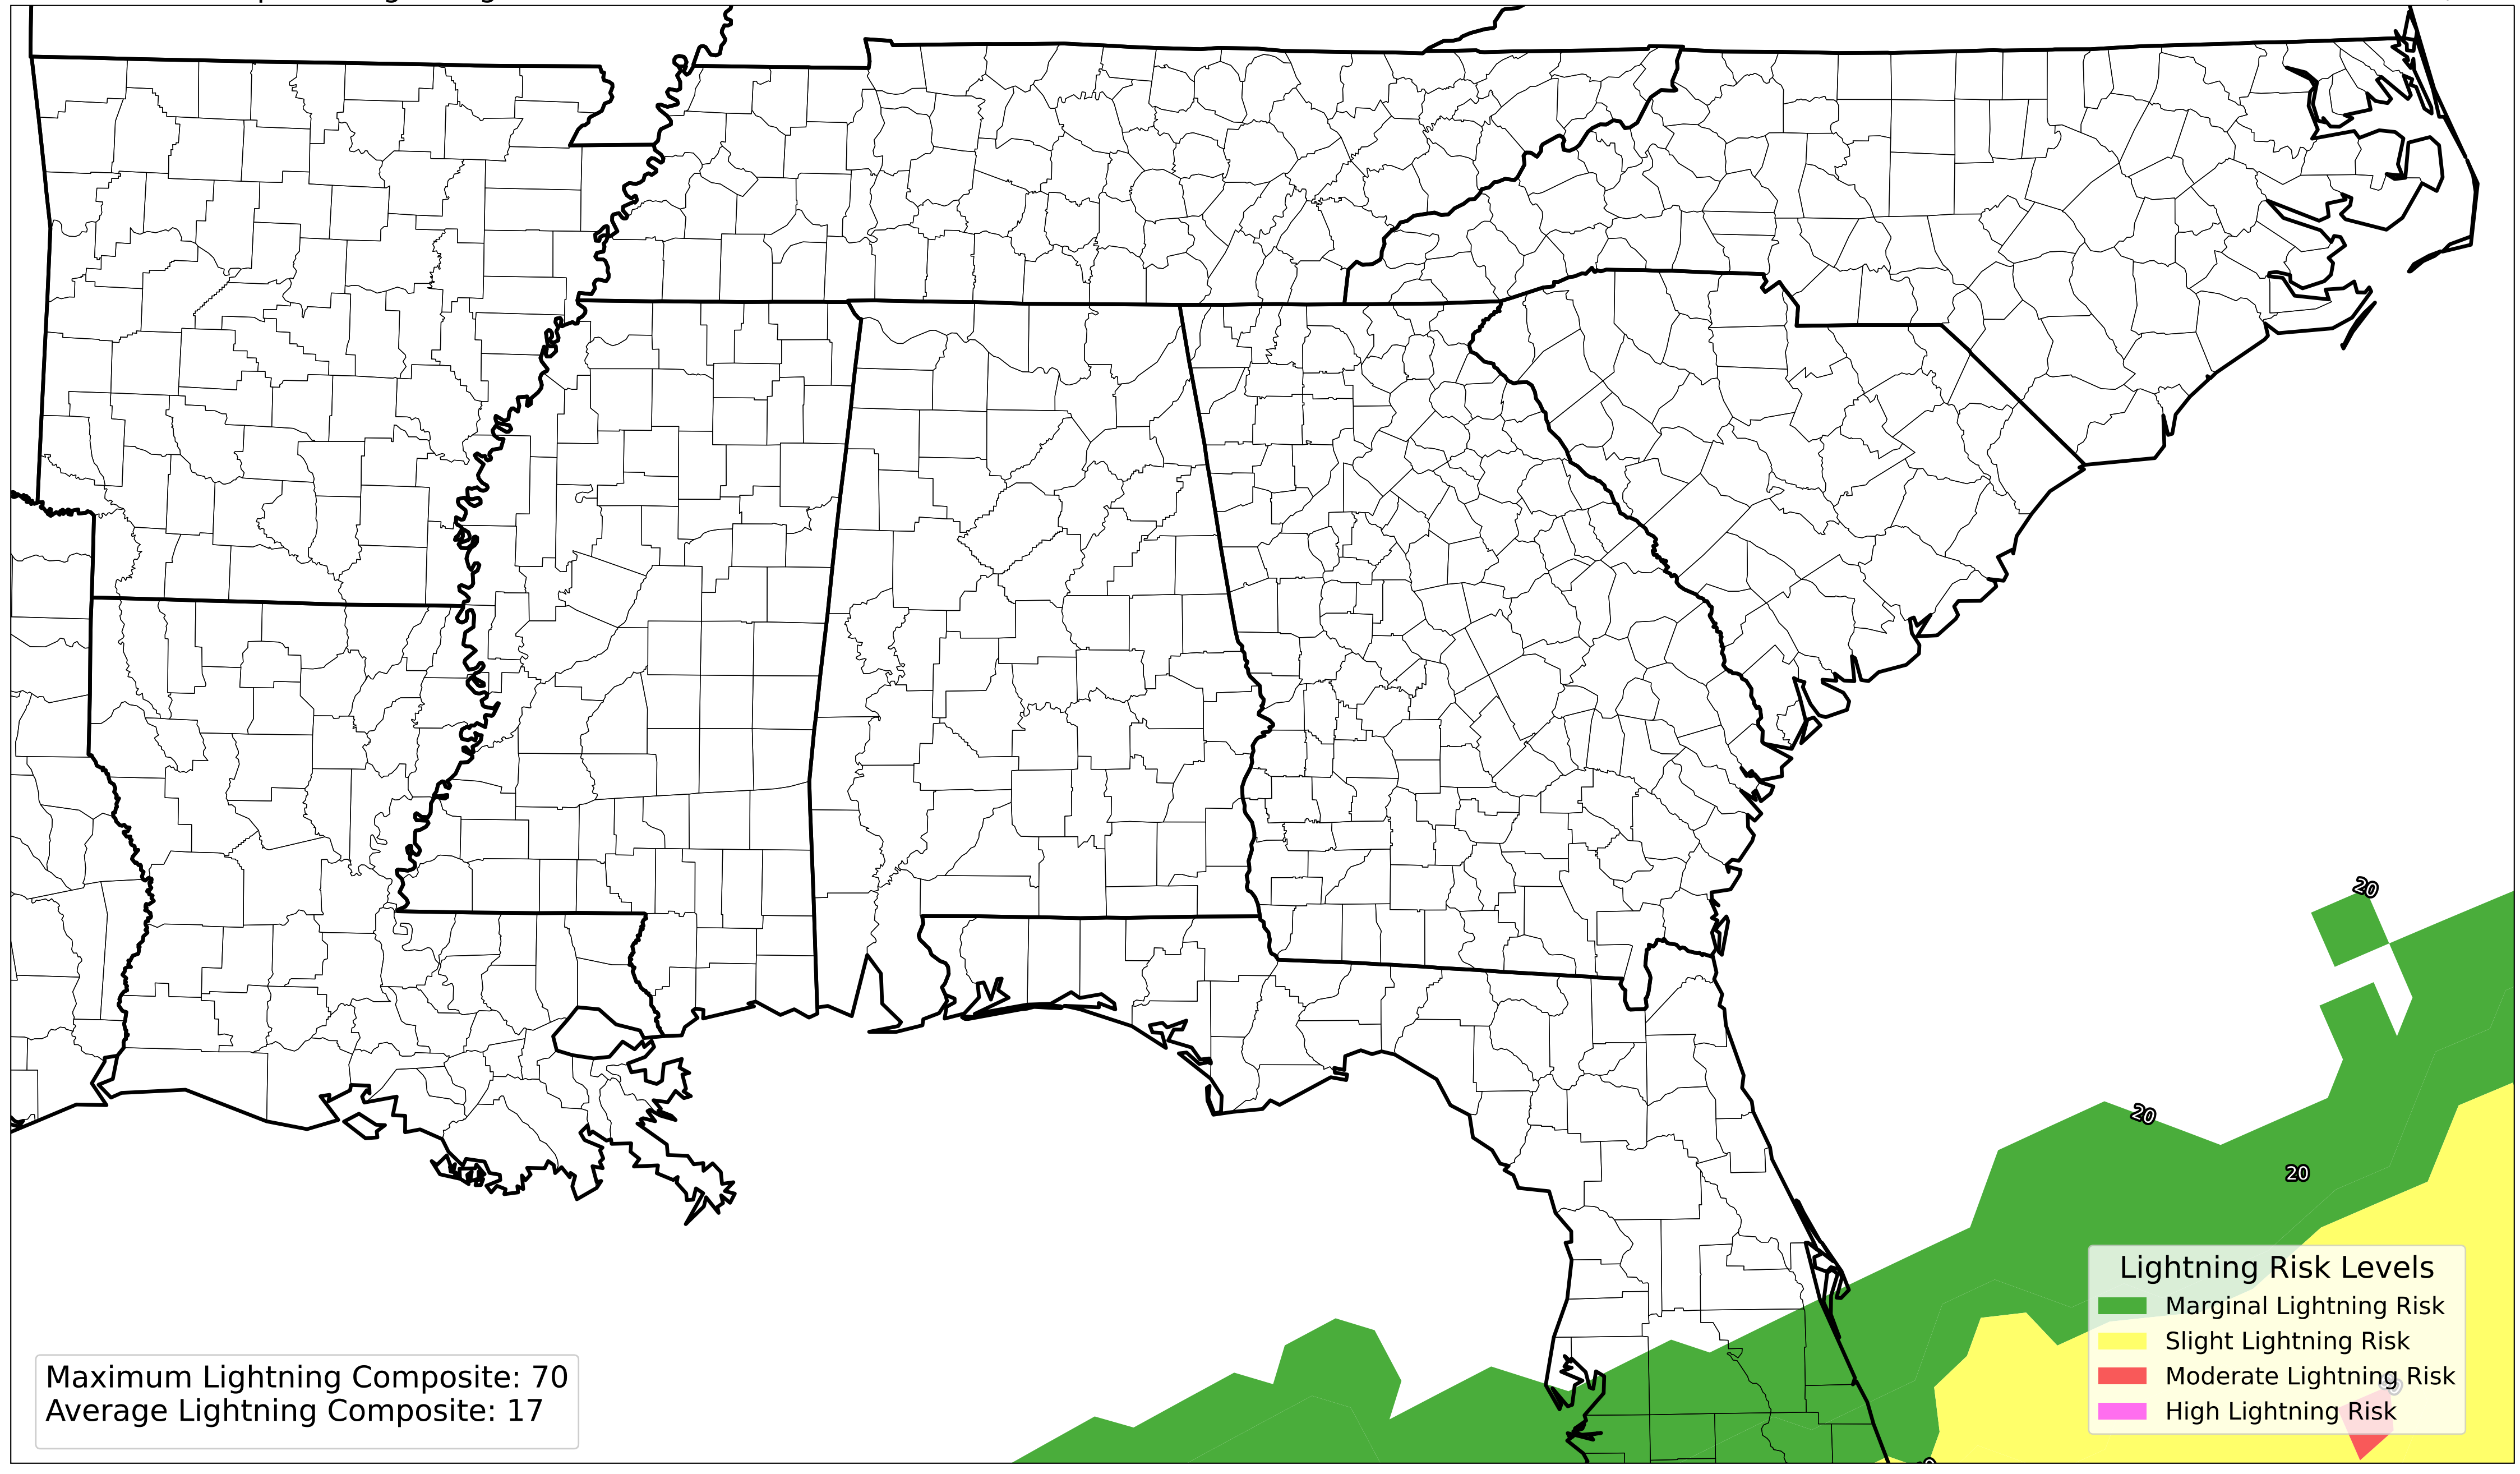 20
20
20
Lightning Risk Levels
Marginal Lightning Risk
Slight Lightning Risk
Moderate Lightning Risk
High Lightning Risk
Maximum Lightning Composite: 70
Average Lightning Composite: 17